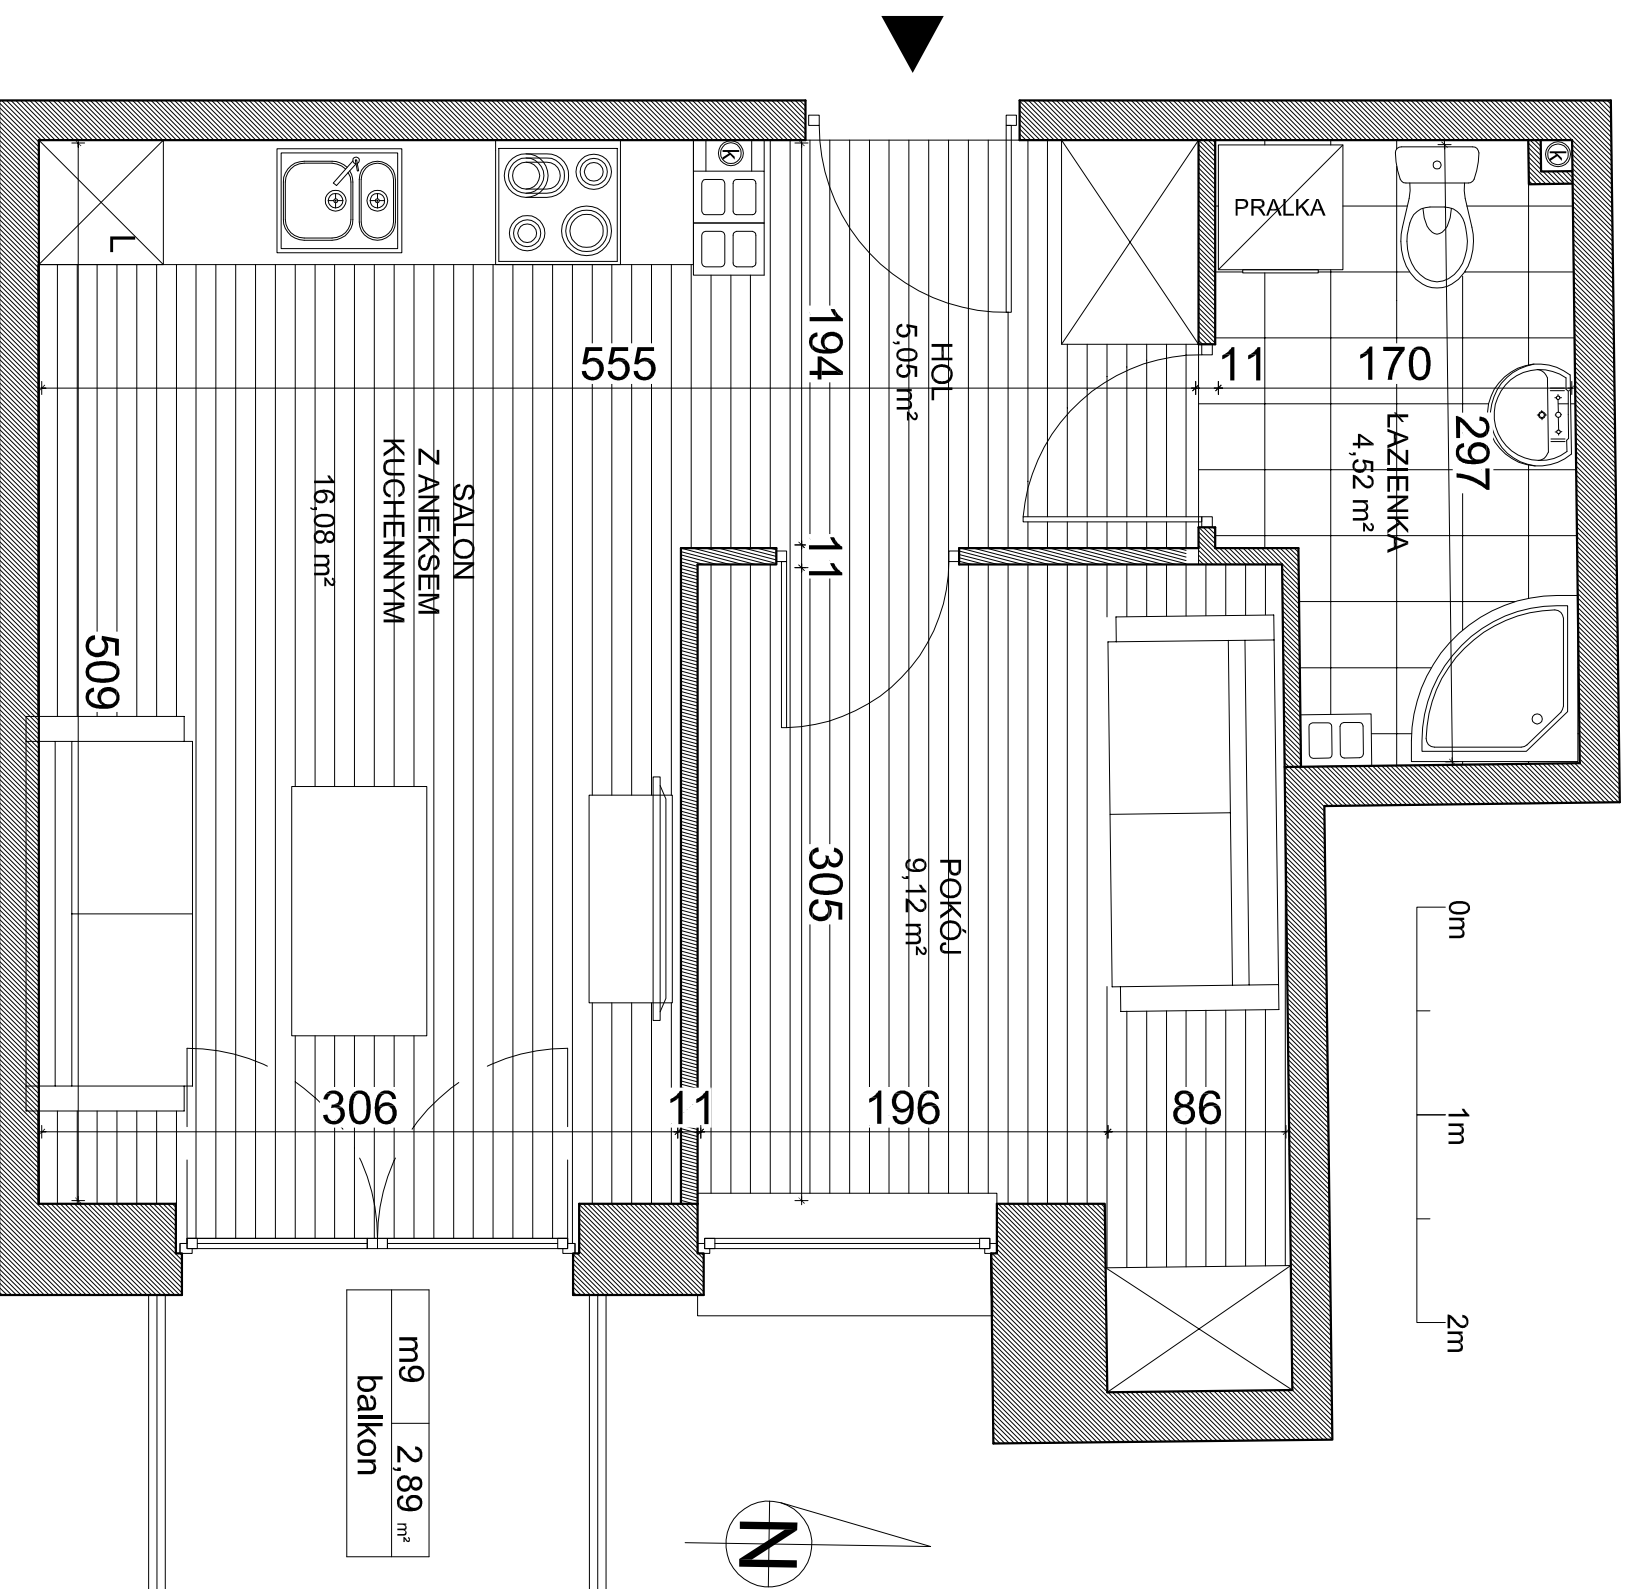 k
k
L
PRALKA
HOL
5,05 m²
194
555
11
170
297
ŁAZIENKA
4,52 m²
SALON
Z ANEKSEM
KUCHENNYM
16,08 m²
11
509
305
POKÓJ
9,12 m²
306
11
196
86
0m
1m
2m
m9 2,89 m²
balkon
N